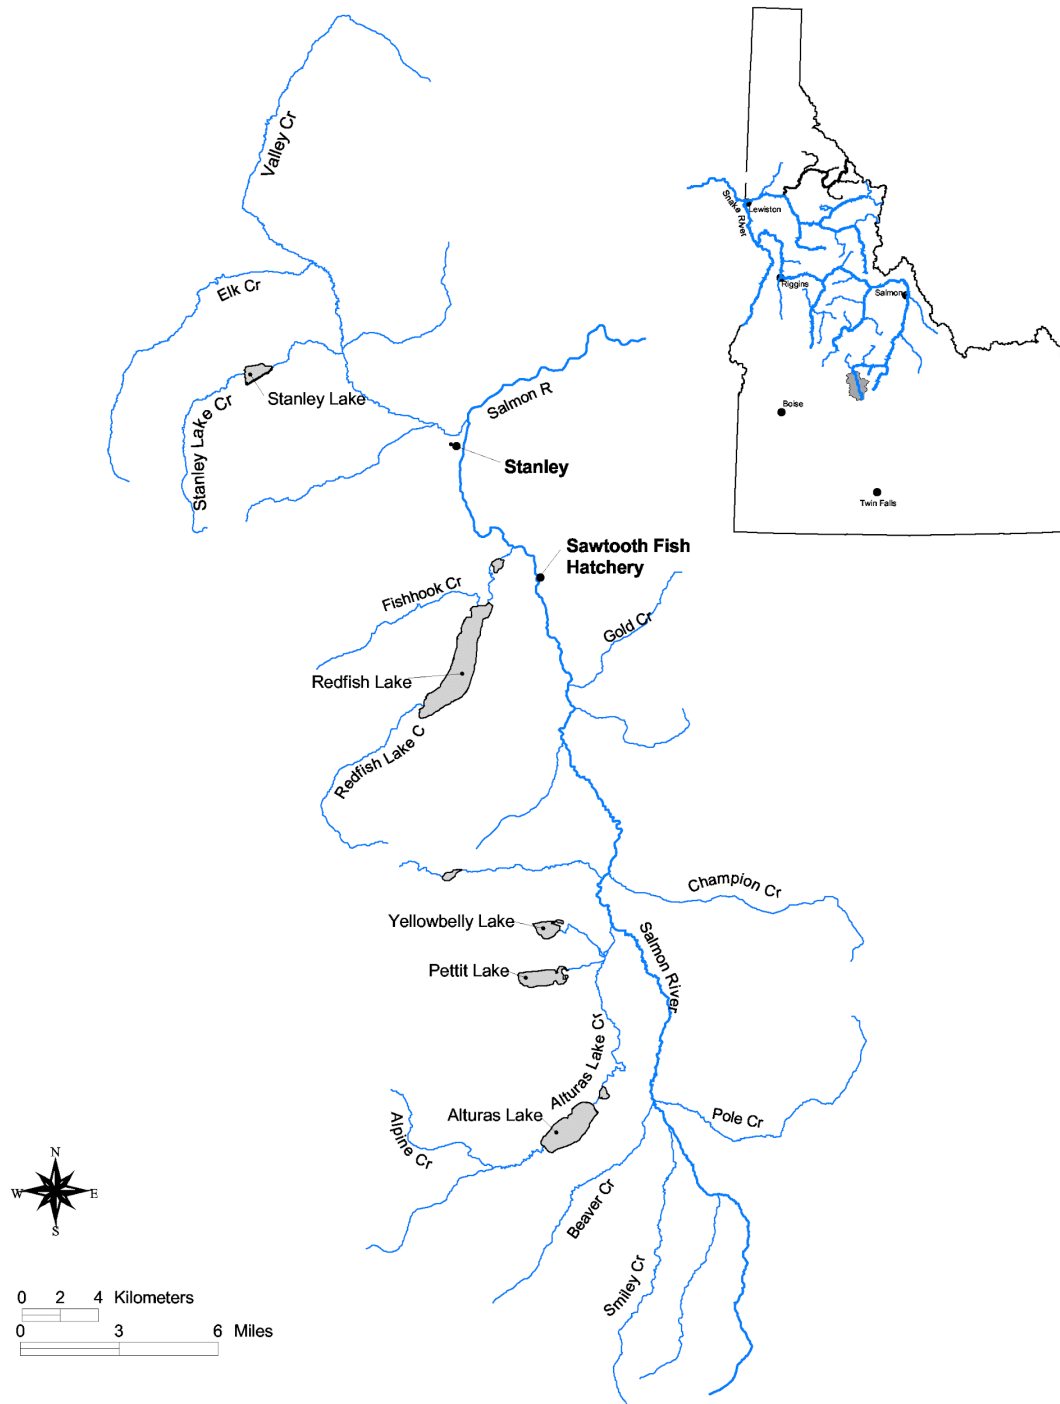 Valley Cr
Elk Cr
Stanley Lake
Stanley Lake Cr
Salmon R
Stanley
Sawtooth Fish
Hatchery
Fishhook Cr
Gold Cr
Redfish Lake
Redfish Lake C
Champion Cr
Yellowbelly Lake
Salmon River
Pettit Lake
Alturas Lake Cr
Alturas Lake
Alpine Cr
Pole Cr
Beaver Cr
Smiley Cr
Snake River
Lewiston
Riggins
Salmon
Boise
Twin Falls
N
W E
S
0 2 4 Kilometers
0 3 6 Miles